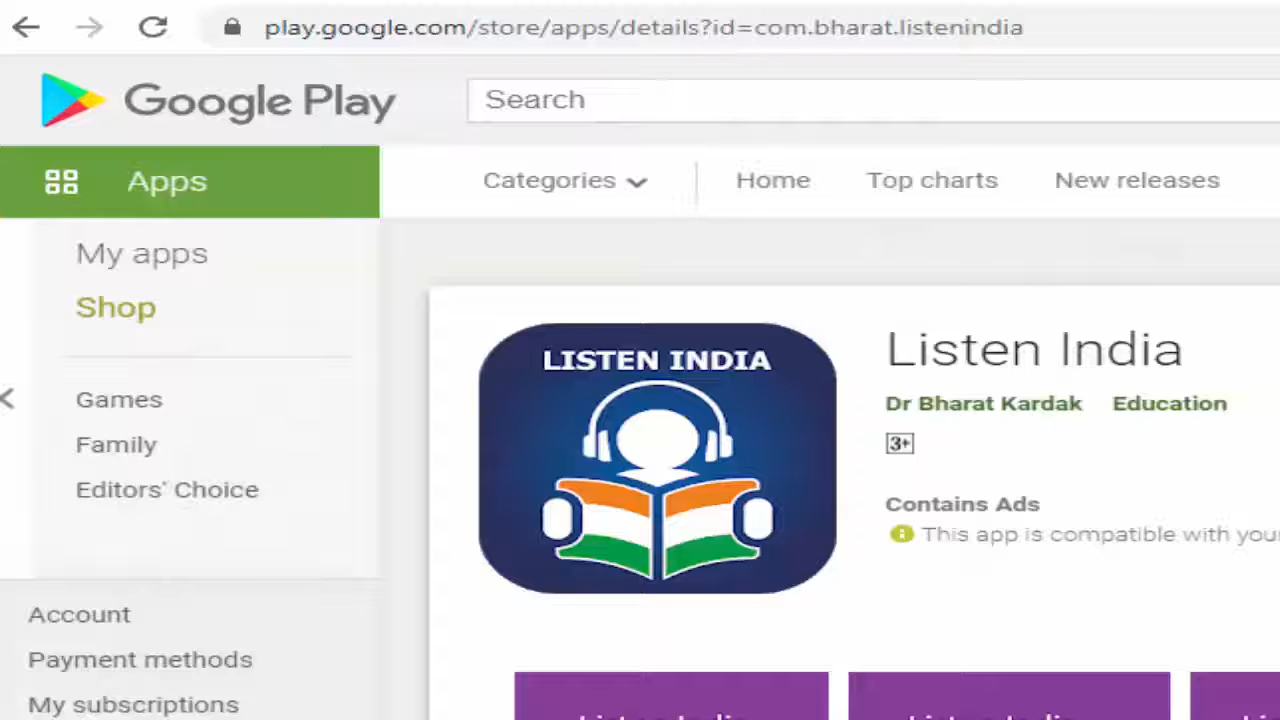 play.google.com/store/apps/details?id=com.bharat.listenindia
Google Play
Search
Apps
Categories
Home
Top charts
New releases
My apps
Shop
Games
Family
Editors' Choice
Account
Payment methods
My subscriptions
LISTEN INDIA
Listen India
Dr Bharat Kardak
Education
3+
Contains Ads
This app is compatible with your